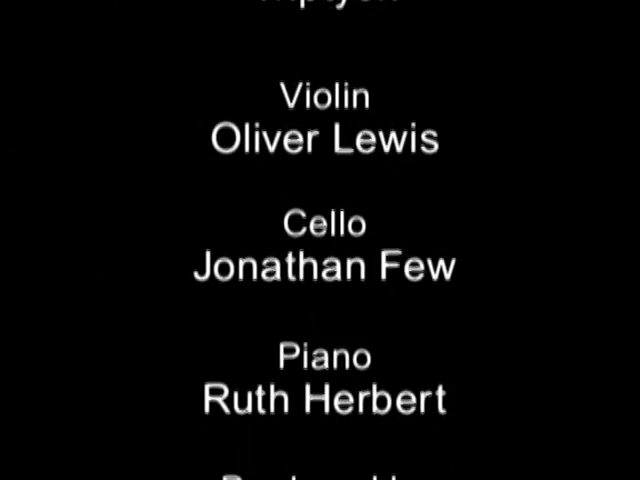 Violin
Oliver Lewis
Cello
Jonathan Few
Piano
Ruth Herbert